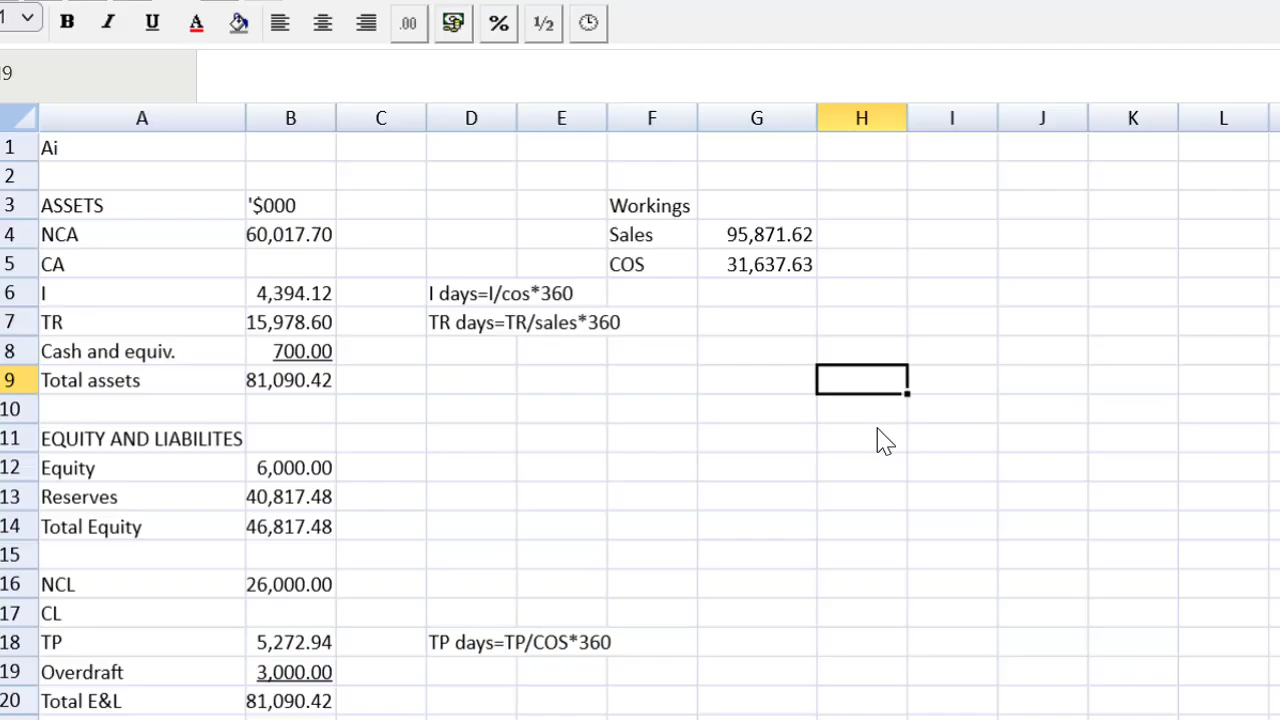 1 B I U A .00 % 1/2
I9
A B C D E F G H I J K L
1 Ai
2
3 ASSETS '$000 Workings
4 NCA 60,017.70 Sales 95,871.62
5 CA COS 31,637.63
6 I 4,394.12 I days=I/cos*360
7 TR 15,978.60 TR days=TR/sales*360
8 Cash and equiv. 700.00
9 Total assets 81,090.42
10
11 EQUITY AND LIABILITES
12 Equity 6,000.00
13 Reserves 40,817.48
14 Total Equity 46,817.48
15
16 NCL 26,000.00
17 CL
18 TP 5,272.94 TP days=TP/COS*360
19 Overdraft 3,000.00
20 Total E&L 81,090.42